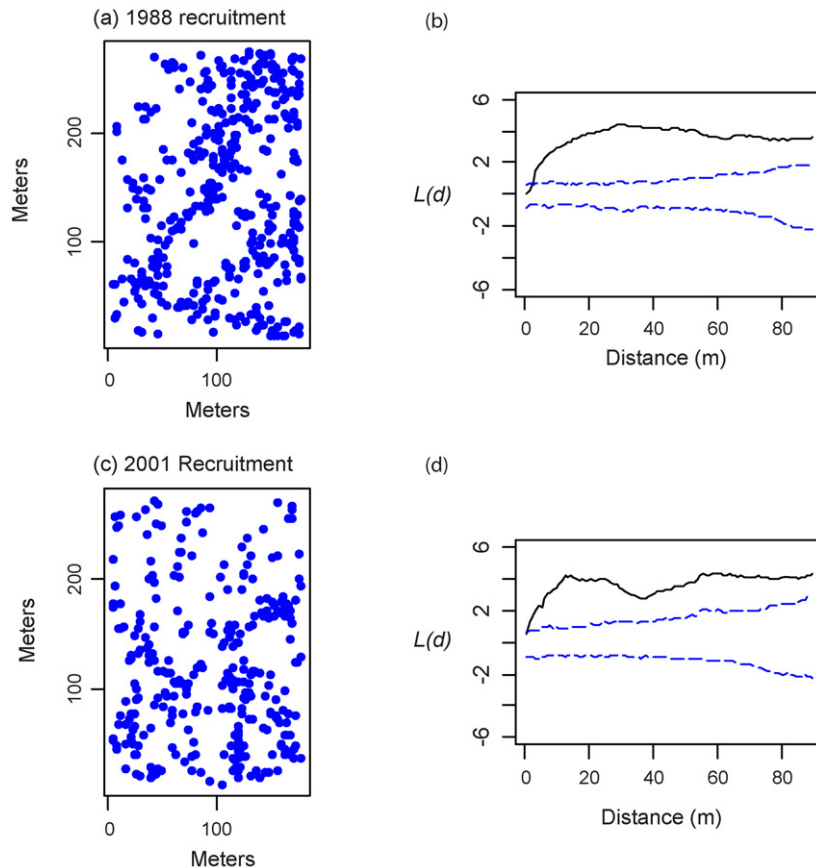 (a) 1988 recruitment
Meters
200
100
0 100
Meters
(b)
L(d)
6
2
-2
-6
0 20 40 60 80
Distance (m)
(c) 2001 Recruitment
Meters
200
100
0 100
Meters
(d)
L(d)
6
2
-2
-6
0 20 40 60 80
Distance (m)